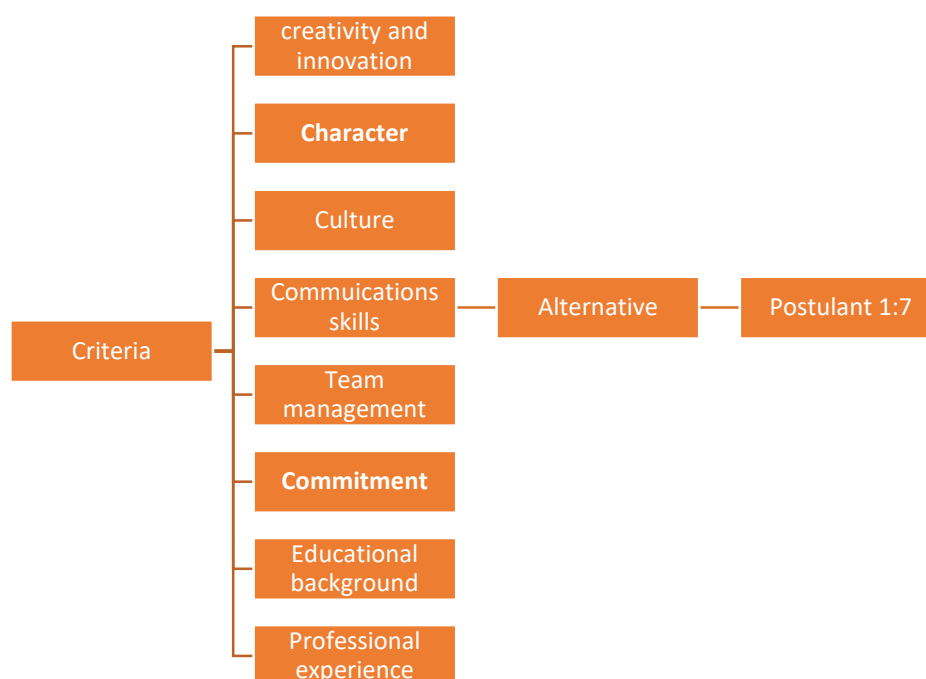 creativity and
innovation
Character
Culture
Commuications
skills
Alternative
Postulant 1:7
Criteria
Team
management
Commitment
Educational
background
Professional
experience